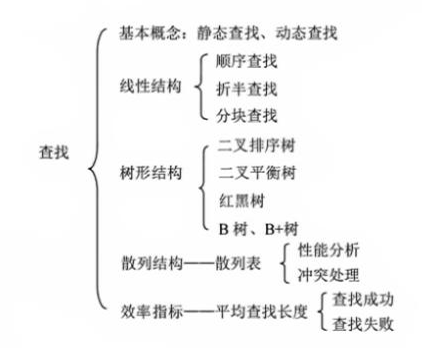 基本概念：静态查找、动态查找
线性结构
顺序查找
折半查找
分块查找
查找
树形结构
二叉排序树
二叉平衡树
红黑树
B 树、B+树
散列结构——散列表
性能分析
冲突处理
效率指标——平均查找长度
查找成功
查找失败